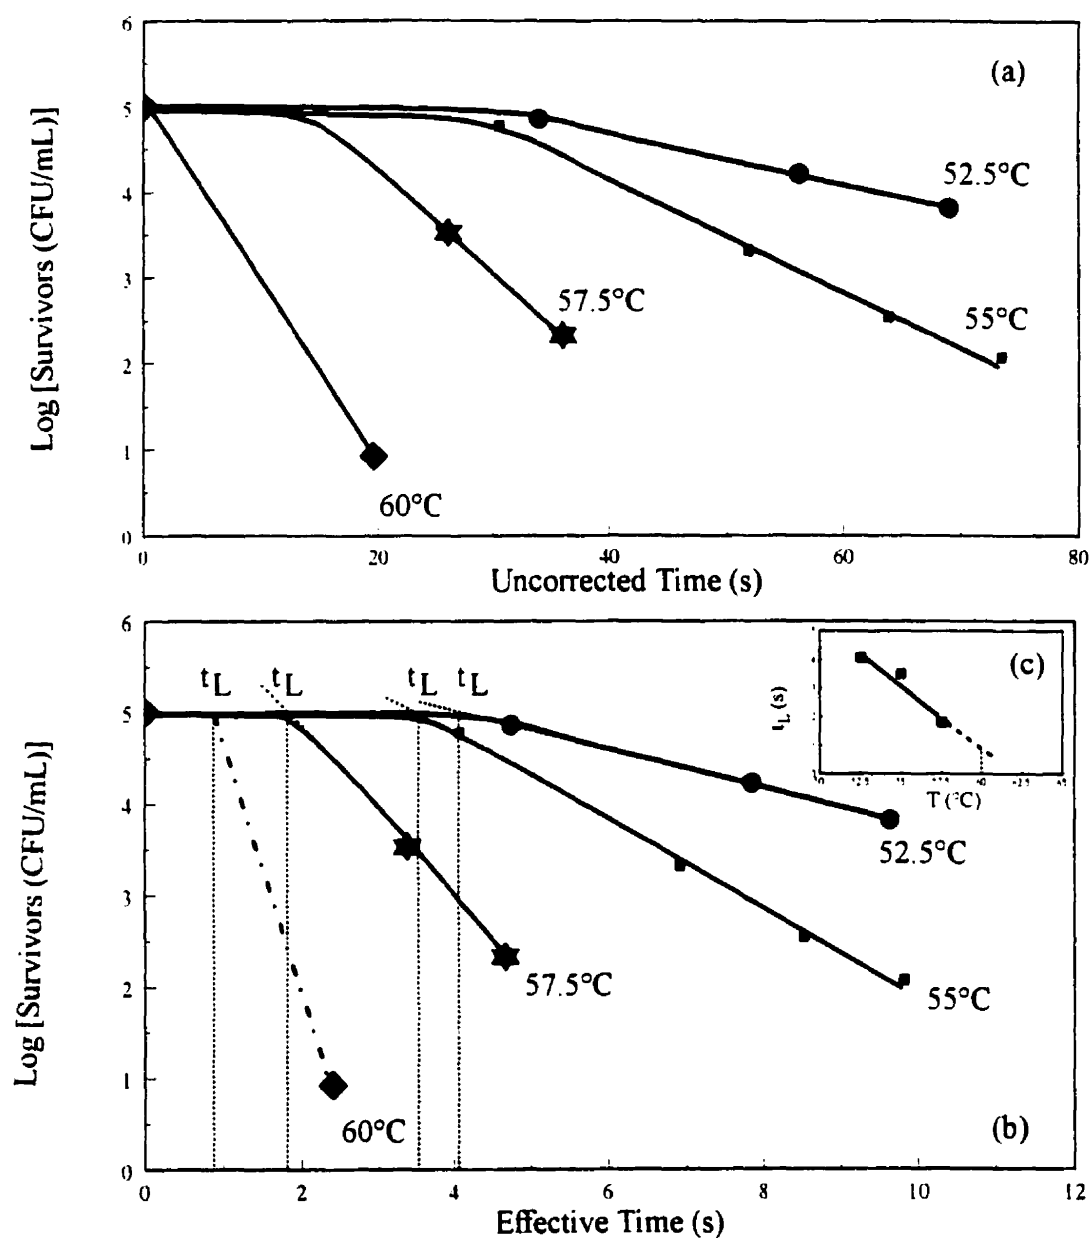 6
(a)
5
4
52.5°C
3
57.5°C
55°C
2
1
60°C
0
0 20 40 60 80
Log [Survivors (CFU/mL)]
Uncorrected Time (s)
6
(c)
tL tL tL tL
5
tL (s)
T (°C)
4
52.5°C
3
57.5°C
55°C
2
1
60°C
(b)
0
0 2 4 6 8 10 12
Log [Survivors (CFU/mL)]
Effective Time (s)